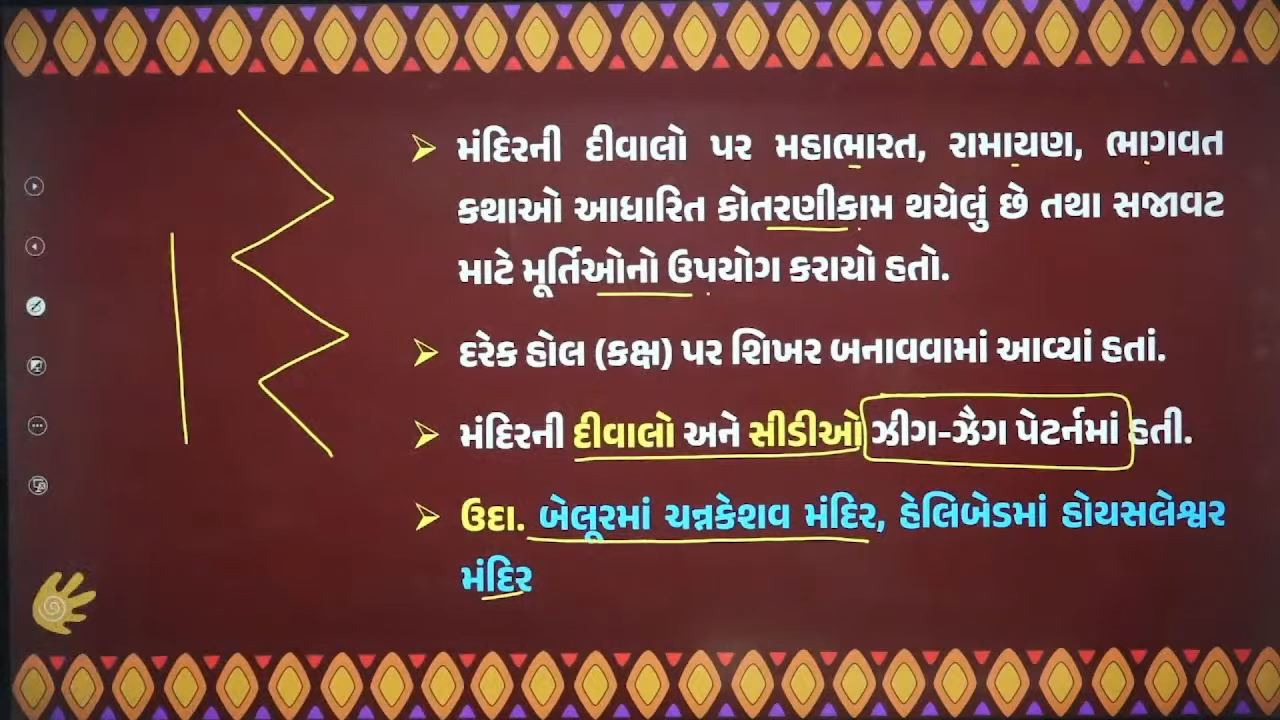 મંદિરની દીવાલો પર મહાભારત, રામાયણ, ભાગવત
કથાઓ આધારિત કોતરણીકામ થયેલું છે તથા સજાવટ
માટે મૂર્તિઓનો ઉપયોગ કરાયો હતો.
દરેક હોલ (કક્ષ) પર શિખર બનાવવામાં આવ્યાં હતાં.
મંદિરની દીવાલો અને સીડીઓ ઝીગ-ઝૈગ પેટર્નમાં હતી.
ઉદા. બેલૂરમાં ચન્નકેશવ મંદિર, હેલિબેડમાં હોયસલેશ્વર
મંદિર